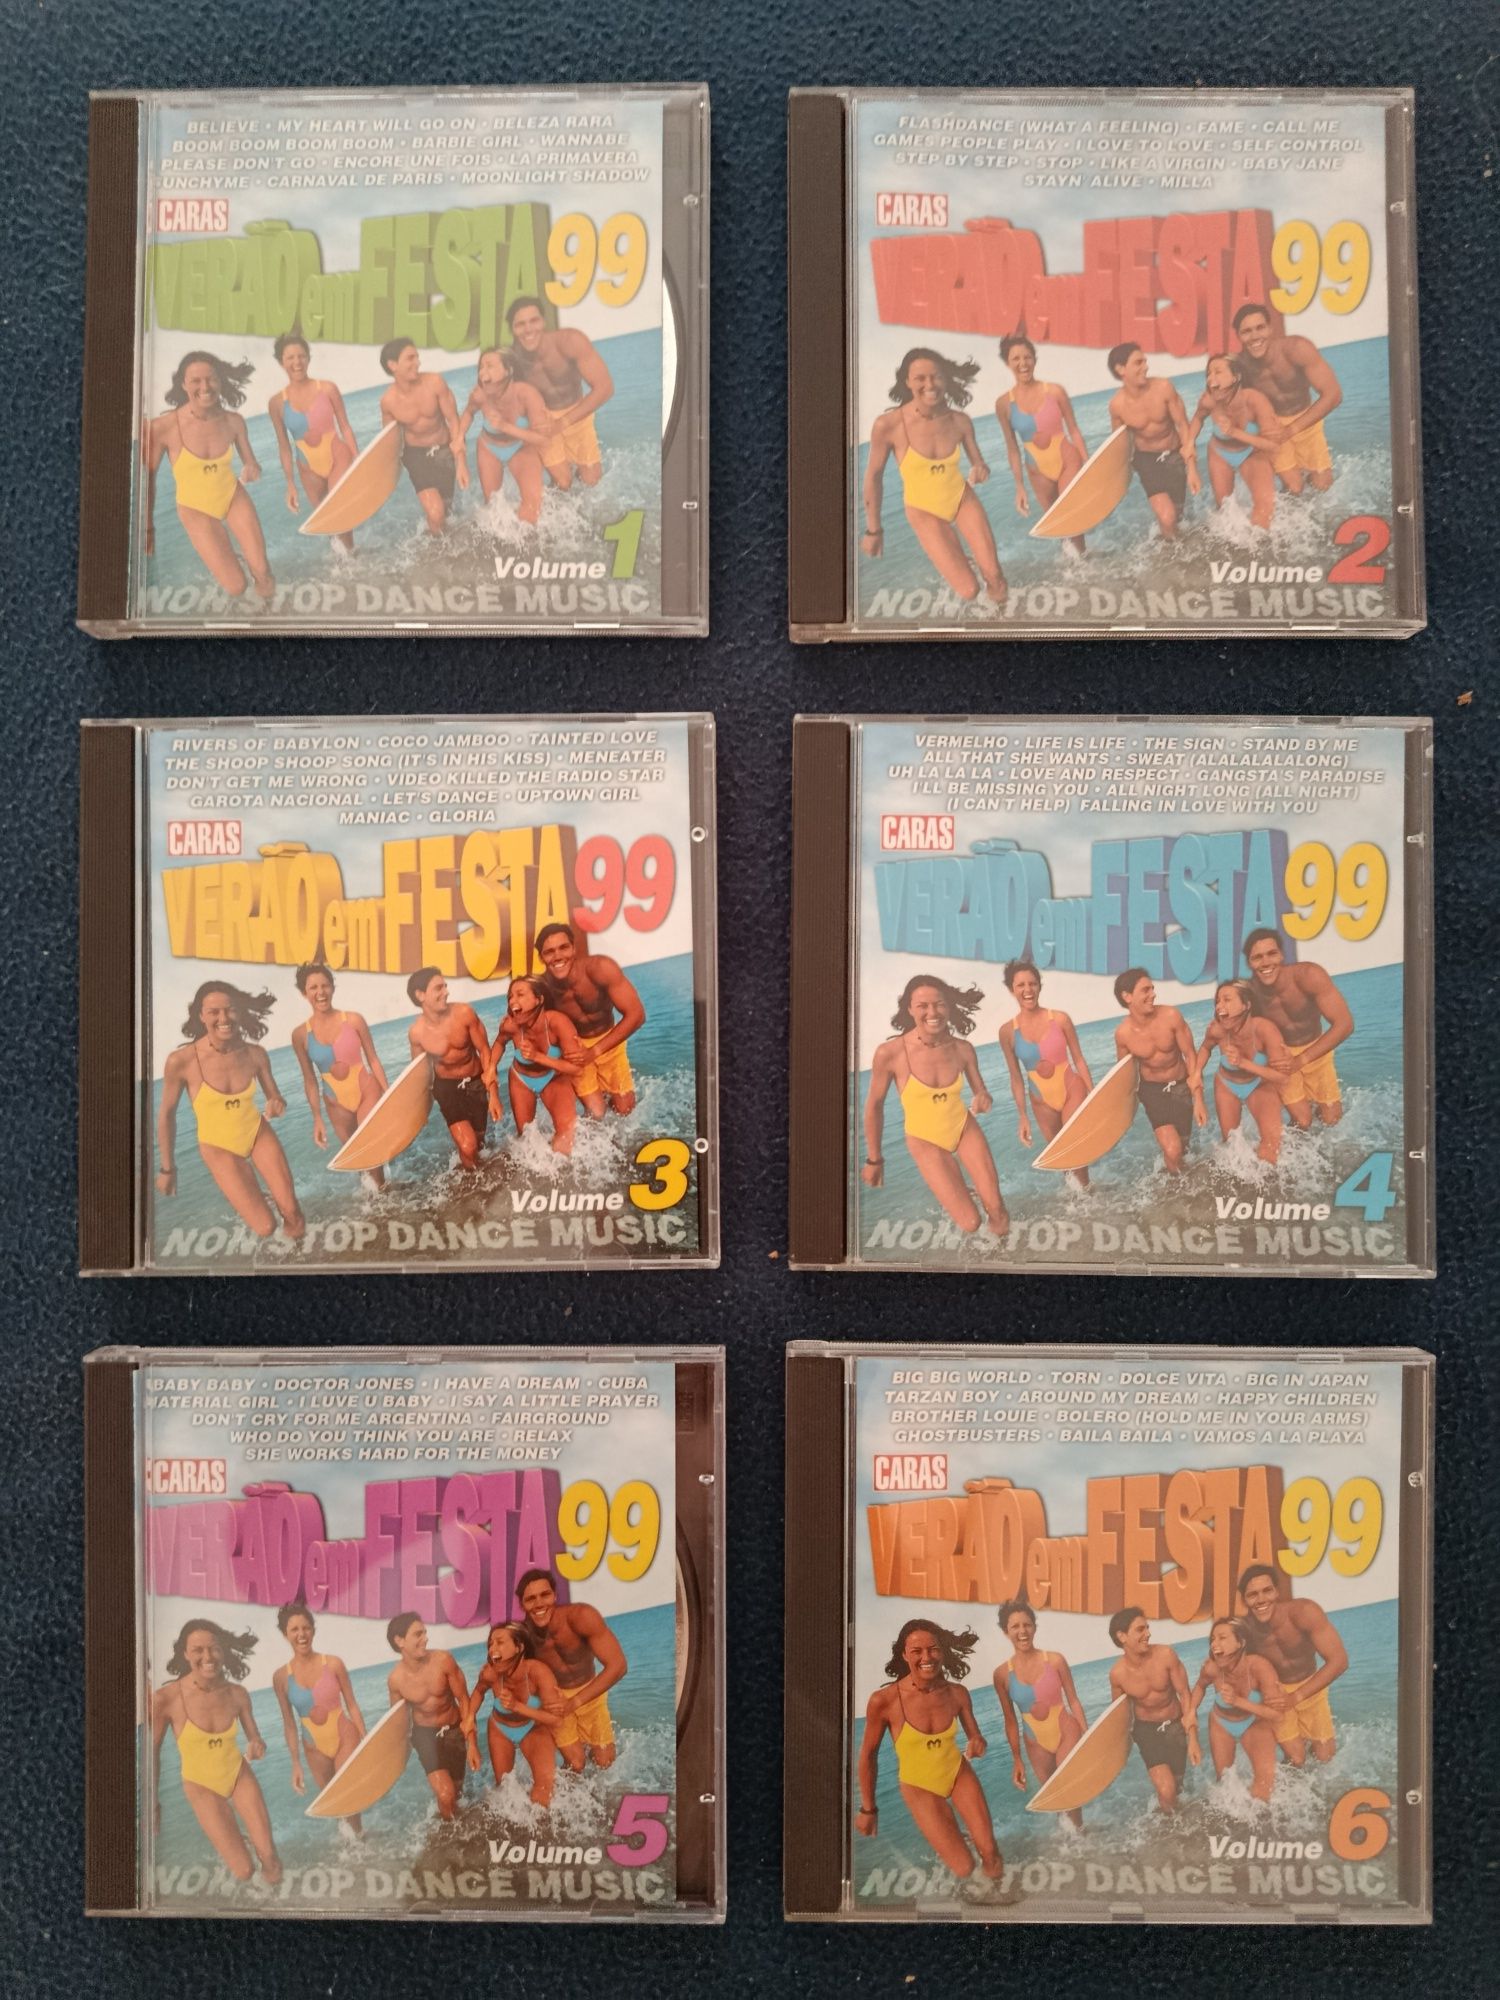 BELIEVE • MY HEART WILL GO ON • BELEZA RARA
BOOM BOOM BOOM BOOM • BARBIE GIRL • WANNABE
PLEASE DON'T GO • ENCORE UNE FOIS • LA PRIMAVERA
UNCHYME • CARNAVAL DE PARIS • MOONLIGHT SHADOW
CARAS
VERÃO em FESTA 99
Volume 1
NON STOP DANCE MUSIC
FLASHDANCE (WHAT A FEELING) • FAME • CALL ME
GAMES PEOPLE PLAY • I LOVE TO LOVE • SELF CONTROL
STEP BY STEP • STOP • LIKE A VIRGIN • BABY JANE
STAYN ALIVE • MILLA
CARAS
VERÃO em FESTA 99
Volume 2
NON STOP DANCE MUSIC
RIVERS OF BABYLON • COCO JAMBOO • TAINTED LOVE
THE SHOOP SHOOP SONG (IT'S IN HIS KISS) • MENEATER
DON'T GET ME WRONG • VIDEO KILLED THE RADIO STAR
GAROTA NACIONAL • LET'S DANCE • UPTOWN GIRL
MANIAC • GLORIA
CARAS
VERÃO em FESTA 99
Volume 3
NON STOP DANCE MUSIC
VERMELHO • LIFE IS LIFE • THE SIGN • STAND BY ME
ALL THAT SHE WANTS • SWEAT (ALALALALALONG)
UH LA LA LA • LOVE AND RESPECT • GANGSTA'S PARADISE
I'LL BE MISSING YOU • ALL NIGHT LONG (ALL NIGHT)
(I CAN'T HELP) FALLING IN LOVE WITH YOU
CARAS
VERÃO em FESTA 99
Volume 4
NON STOP DANCE MUSIC
BABY BABY • DOCTOR JONES • I HAVE A DREAM • CUBA
MATERIAL GIRL • I LUVE U BABY • I SAY A LITTLE PRAYER
DON'T CRY FOR ME ARGENTINA • FAIRGROUND
WHO DO YOU THINK YOU ARE • RELAX
SHE WORKS HARD FOR THE MONEY
CARAS
VERÃO em FESTA 99
Volume 5
NON STOP DANCE MUSIC
BIG BIG WORLD • TORN • DOLCE VITA • BIG IN JAPAN
TARZAN BOY • AROUND MY DREAM • HAPPY CHILDREN
BROTHER LOUIE • BOLERO (HOLD ME IN YOUR ARMS)
GHOSTBUSTERS • BAILA BAILA • VAMOS A LA PLAYA
CARAS
VERÃO em FESTA 99
Volume 6
NON STOP DANCE MUSIC